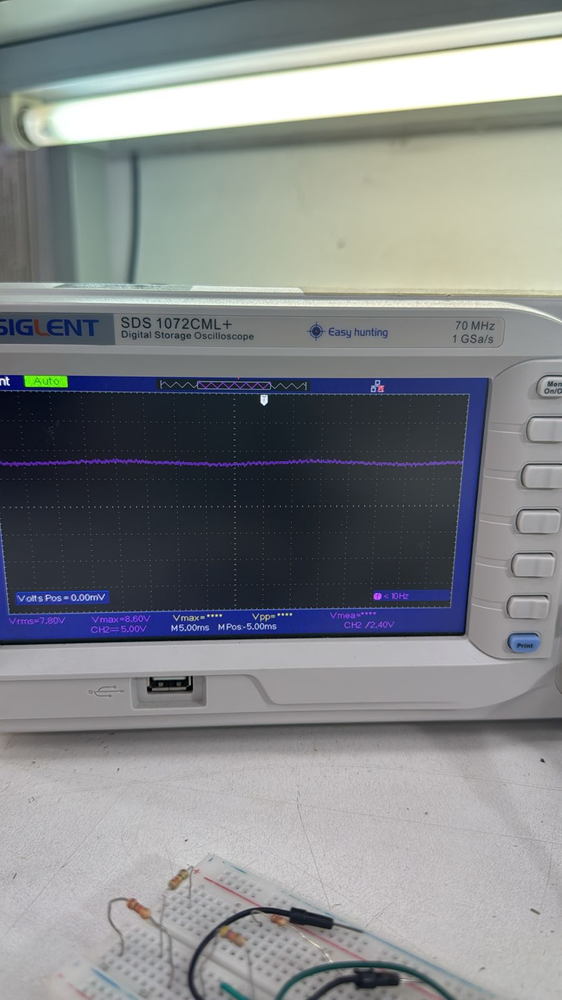 SIGLENT
SDS 1072CML+
Digital Storage Oscilloscope
Easy hunting
70 MHz
1 GSa/s
nt Auto
T
Men
On/O
Volts Pos=0.00mV
< 10Hz
Vrms=7.80V Vmax=8.60V Vmax=**** Vpp=**** Vmea=****
CH2 5.00V M5.00ms MPos:-5.00ms CH2 2.40V
Print
+